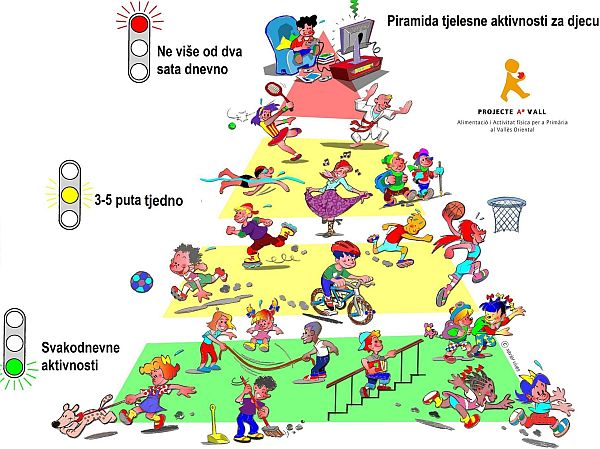 Piramida tjelesne aktivnosti za djecu
Ne više od dva
sata dnevno
PROJECTE Aº VALL
Alimentació i Activitat física per a Primària
al Vallès Oriental
3-5 puta tjedno
Svakodnevne
aktivnosti